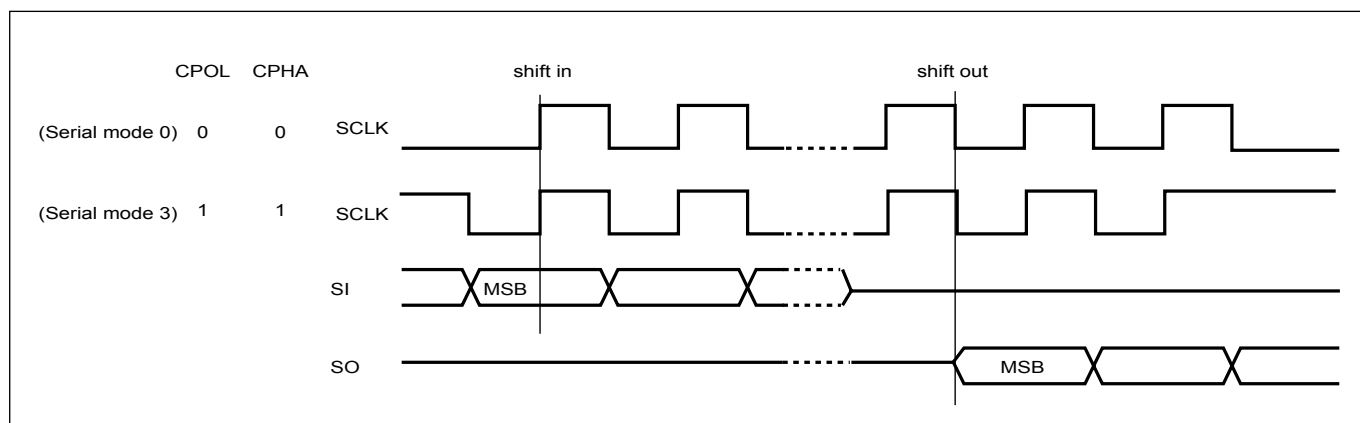 CPOL CPHA shift in shift out
(Serial mode 0) 0 0 SCLK
(Serial mode 3) 1 1 SCLK
SI MSB
SO MSB